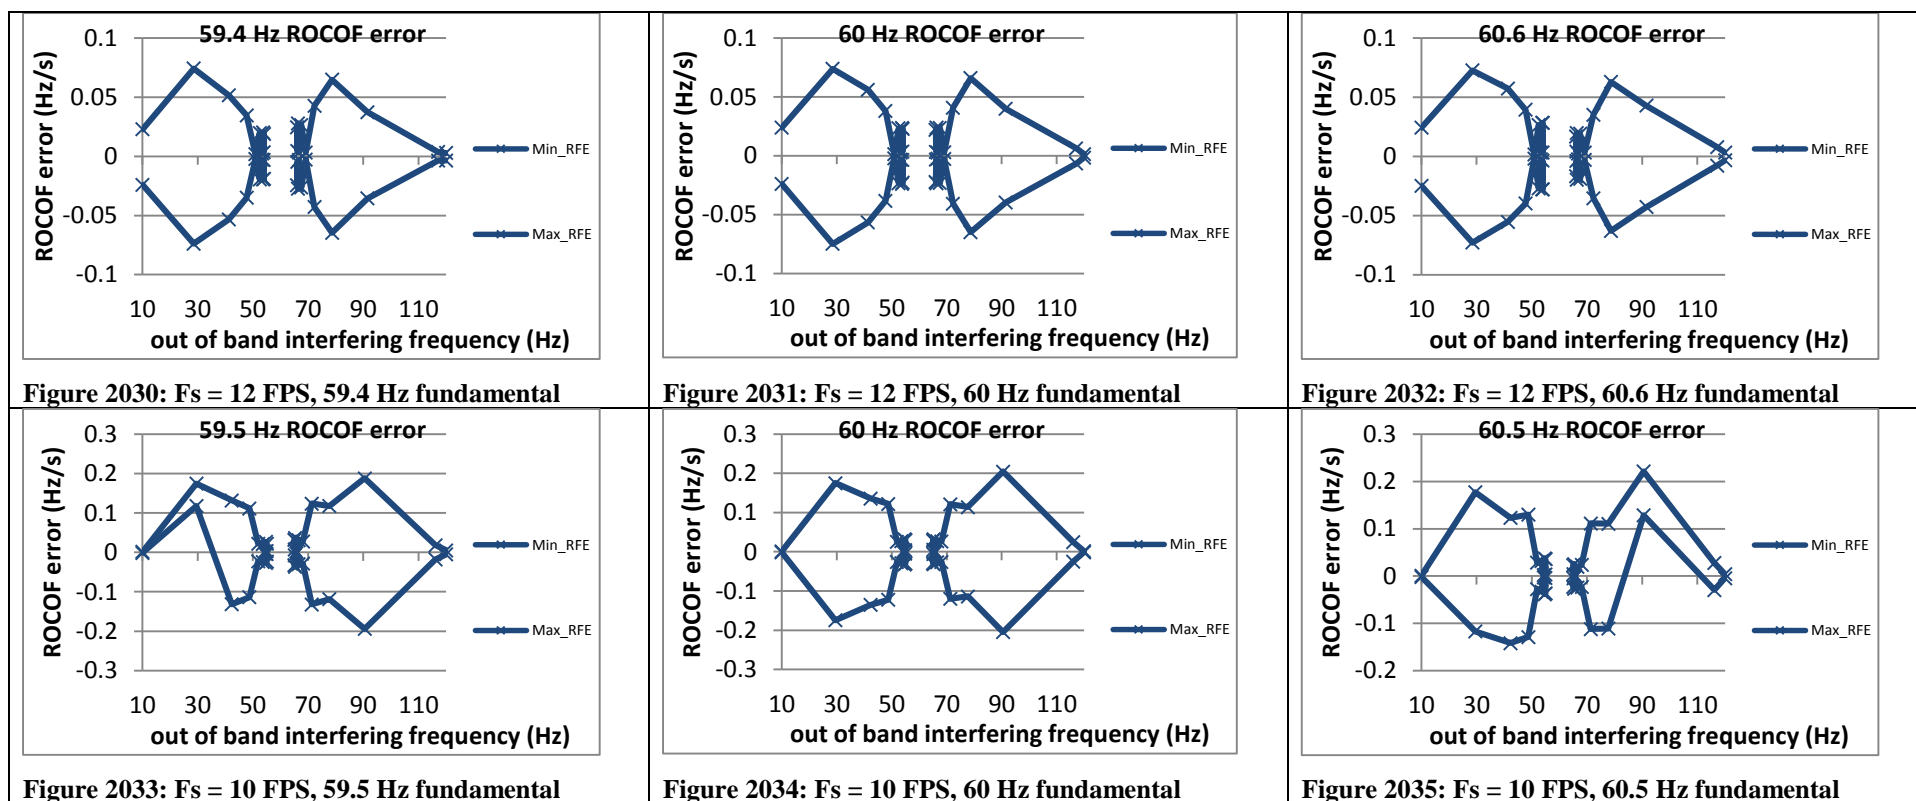 59.4 Hz ROCOF error
0.1
0.05
0
-0.05
-0.1
ROCOF error (Hz/s)
10 30 50 70 90 110
out of band interfering frequency (Hz)
Min_RFE
Max_RFE
Figure 2030: Fs = 12 FPS, 59.4 Hz fundamental
60 Hz ROCOF error
0.1
0.05
0
-0.05
-0.1
ROCOF error (Hz/s)
10 30 50 70 90 110
out of band interfering frequency (Hz)
Min_RFE
Max_RFE
Figure 2031: Fs = 12 FPS, 60 Hz fundamental
60.6 Hz ROCOF error
0.1
0.05
0
-0.05
-0.1
ROCOF error (Hz/s)
10 30 50 70 90 110
out of band interfering frequency (Hz)
Min_RFE
Max_RFE
Figure 2032: Fs = 12 FPS, 60.6 Hz fundamental
59.5 Hz ROCOF error
0.3
0.2
0.1
0
-0.1
-0.2
-0.3
ROCOF error (Hz/s)
10 30 50 70 90 110
out of band interfering frequency (Hz)
Min_RFE
Max_RFE
Figure 2033: Fs = 10 FPS, 59.5 Hz fundamental
60 Hz ROCOF error
0.3
0.2
0.1
0
-0.1
-0.2
-0.3
ROCOF error (Hz/s)
10 30 50 70 90 110
out of band interfering frequency (Hz)
Min_RFE
Max_RFE
Figure 2034: Fs = 10 FPS, 60 Hz fundamental
60.5 Hz ROCOF error
0.3
0.2
0.1
0
-0.1
-0.2
ROCOF error (Hz/s)
10 30 50 70 90 110
out of band interfering frequency (Hz)
Min_RFE
Max_RFE
Figure 2035: Fs = 10 FPS, 60.5 Hz fundamental